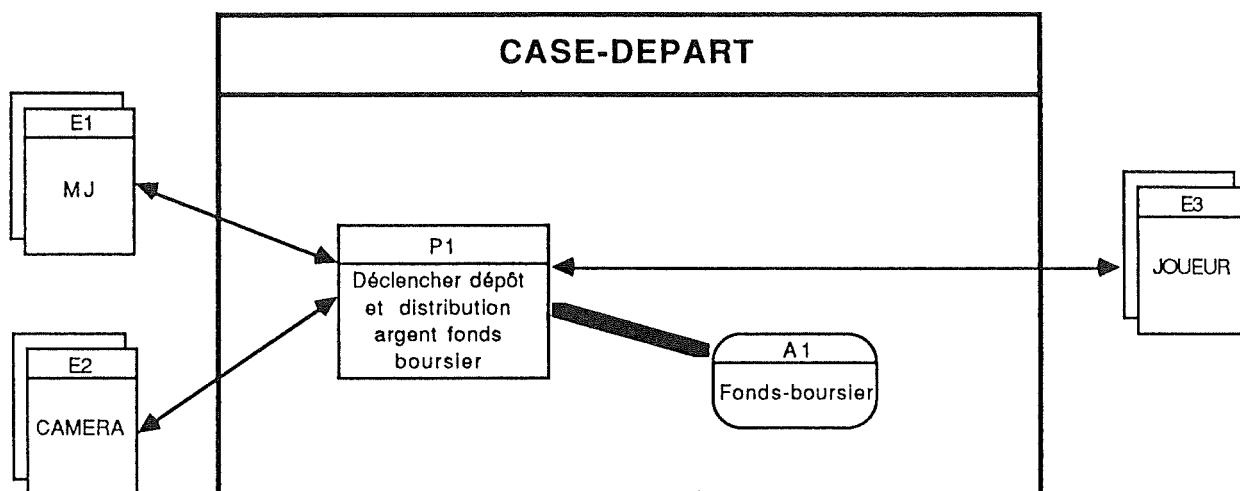 CASE-DEPART
E1
MJ
E2
CAMERA
P1
Déclencher dépôt
et distribution
argent fonds
boursier
A1
Fonds-boursier
E3
JOUEUR